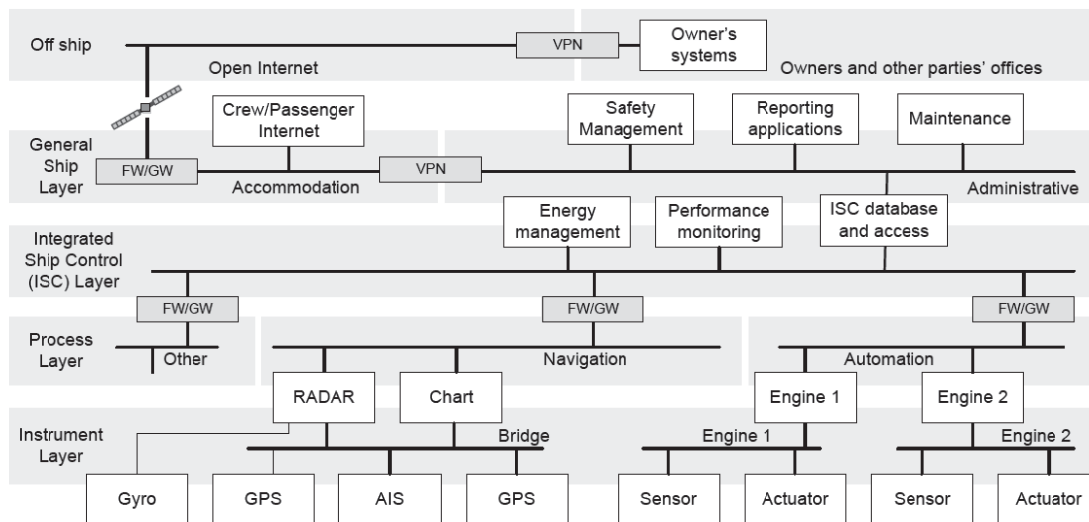 Off ship
VPN
Owner's
systems
Open Internet
Owners and other parties' offices
Crew/Passenger
Internet
Safety
Management
Reporting
applications
Maintenance
General
Ship
Layer
FW/GW
Accommodation
VPN
Administrative
Energy
management
Performance
monitoring
ISC database
and access
Integrated
Ship Control
(ISC) Layer
FW/GW
FW/GW
FW/GW
Process
Layer
Other
Navigation
Automation
RADAR
Chart
Engine 1
Engine 2
Instrument
Layer
Bridge
Engine 1
Engine 2
Gyro
GPS
AIS
GPS
Sensor
Actuator
Sensor
Actuator